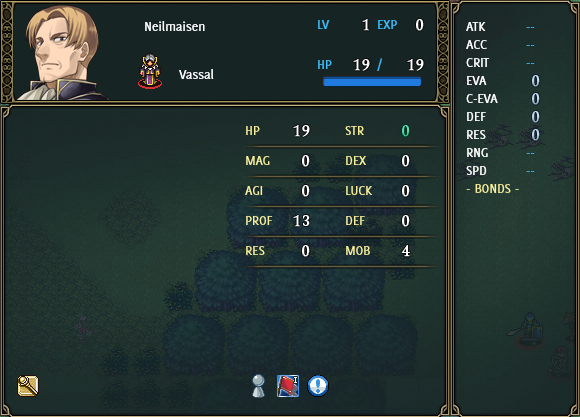 Neilmaisen
LV 1 EXP 0
Vassal
HP 19 / 19
HP 19 STR 0
MAG 0 DEX 0
AGI 0 LUCK 0
PROF 13 DEF 0
RES 0 MOB 4
I
ATK --
ACC --
CRIT --
EVA 0
C-EVA 0
DEF 0
RES 0
RNG --
SPD --
- BONDS -